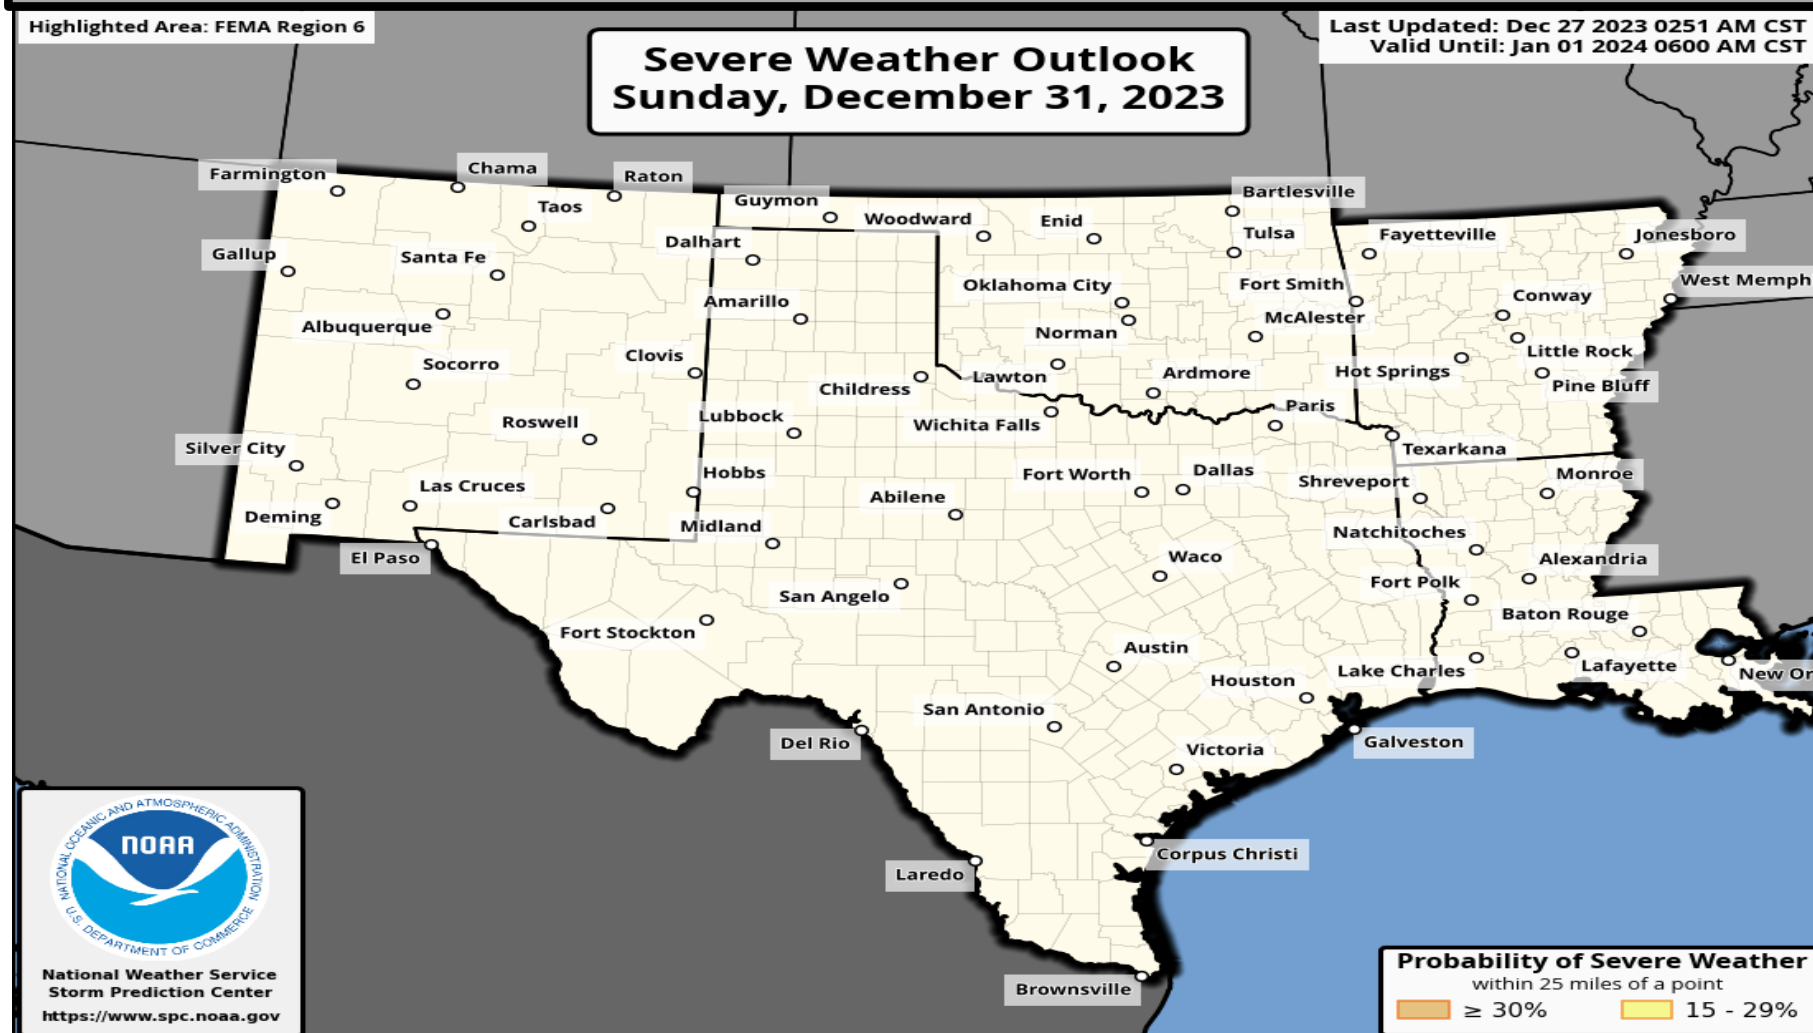 Highlighted Area: FEMA Region 6
Severe Weather Outlook
Sunday, December 31, 2023
Last Updated: Dec 27 2023 0251 AM CST
Valid Until: Jan 01 2024 0600 AM CST
Farmington
Chama
Raton
Taos
Guymon
Woodward
Enid
Bartlesville
Tulsa
Fayetteville
Jonesboro
Gallup
Santa Fe
Dalhart
Oklahoma City
Fort Smith
Conway
West Memph
Albuquerque
Amarillo
Norman
McAlester
Little Rock
Socorro
Clovis
Childress
Lawton
Ardmore
Hot Springs
Pine Bluff
Roswell
Lubbock
Wichita Falls
Paris
Texarkana
Silver City
Las Cruces
Hobbs
Abilene
Fort Worth
Dallas
Shreveport
Monroe
Deming
Carlsbad
Midland
Natchitoches
El Paso
Waco
Alexandria
San Angelo
Fort Polk
Fort Stockton
Austin
Baton Rouge
Houston
Lake Charles
Lafayette
New Or
San Antonio
Del Rio
Victoria
Galveston
Laredo
Corpus Christi
Brownsville
NATIONAL OCEANIC AND ATMOSPHERIC ADMINISTRATION
NOAA
U.S. DEPARTMENT OF COMMERCE
National Weather Service
Storm Prediction Center
https://www.spc.noaa.gov
Probability of Severe Weather
within 25 miles of a point
≥ 30%
15 - 29%